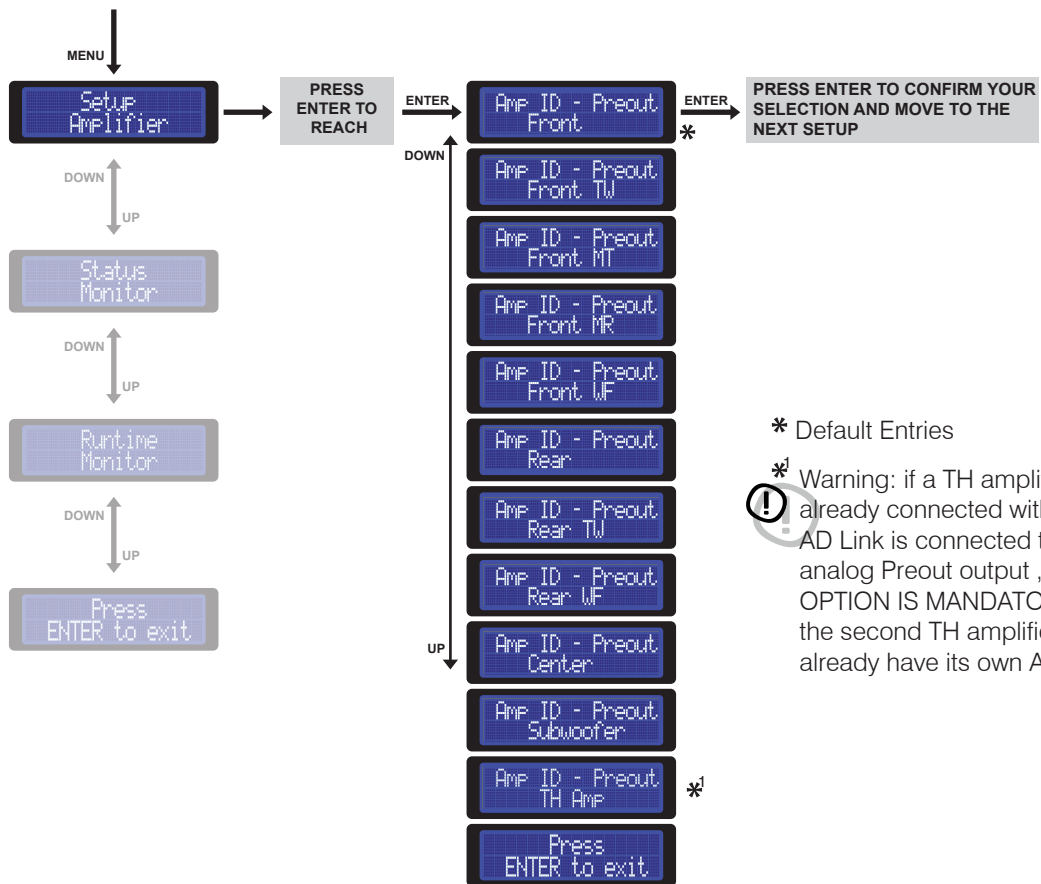 MENU
Setup
Amplifier
PRESS
ENTER TO
REACH
ENTER
Amp ID - Preout
Front
*
ENTER
PRESS ENTER TO CONFIRM YOUR
SELECTION AND MOVE TO THE
NEXT SETUP
DOWN
UP
Status
Monitor
DOWN
UP
Runtime
Monitor
DOWN
UP
Press
ENTER to exit
DOWN
Amp ID - Preout
Front TW
Amp ID - Preout
Front MT
Amp ID - Preout
Front MR
Amp ID - Preout
Front WF
Amp ID - Preout
Rear
Amp ID - Preout
Rear TW
Amp ID - Preout
Rear WF
UP
Amp ID - Preout
Center
Amp ID - Preout
Subwoofer
Amp ID - Preout
TH Amp
*1
Press
ENTER to exit
* Default Entries
*1 Warning: if a TH
already connected
AD Link is connected
analog Preout output ,
OPTION IS
the second TH
already have its own